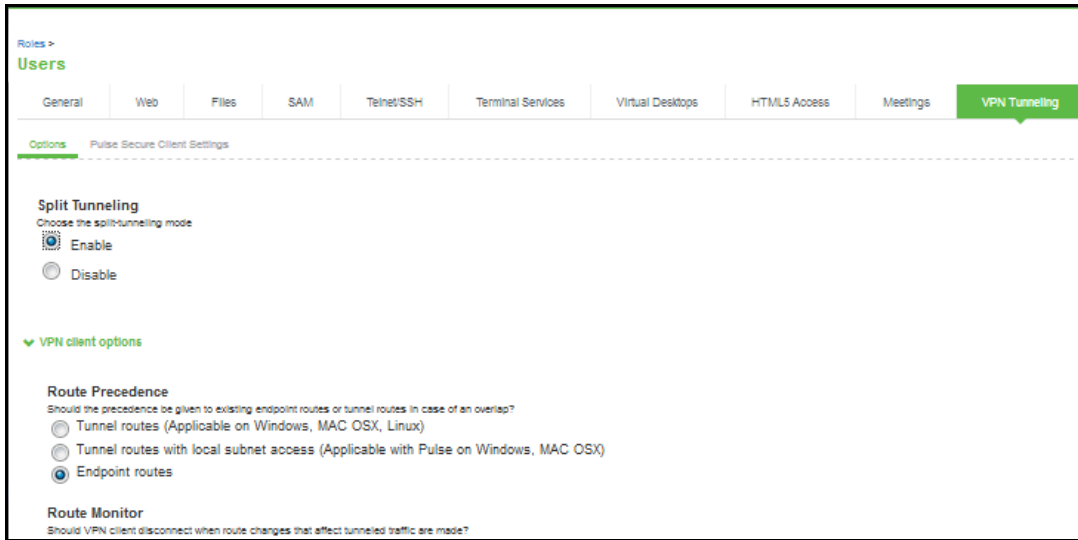 Roles >
Users
General Web Files SAM Telnet/SSH Terminal Services Virtual Desktops HTML5 Access Meetings VPN Tunneling
Options Pulse Secure Client Settings
Split Tunneling
Choose the split-tunneling mode
Enable
Disable
VPN client options
Route Precedence
Should the precedence be given to existing endpoint routes or tunnel routes in case of an overlap?
Tunnel routes (Applicable on Windows, MAC OSX, Linux)
Tunnel routes with local subnet access (Applicable with Pulse on Windows, MAC OSX)
Endpoint routes
Route Monitor
Should VPN client disconnect when route changes that affect tunneled traffic are made?